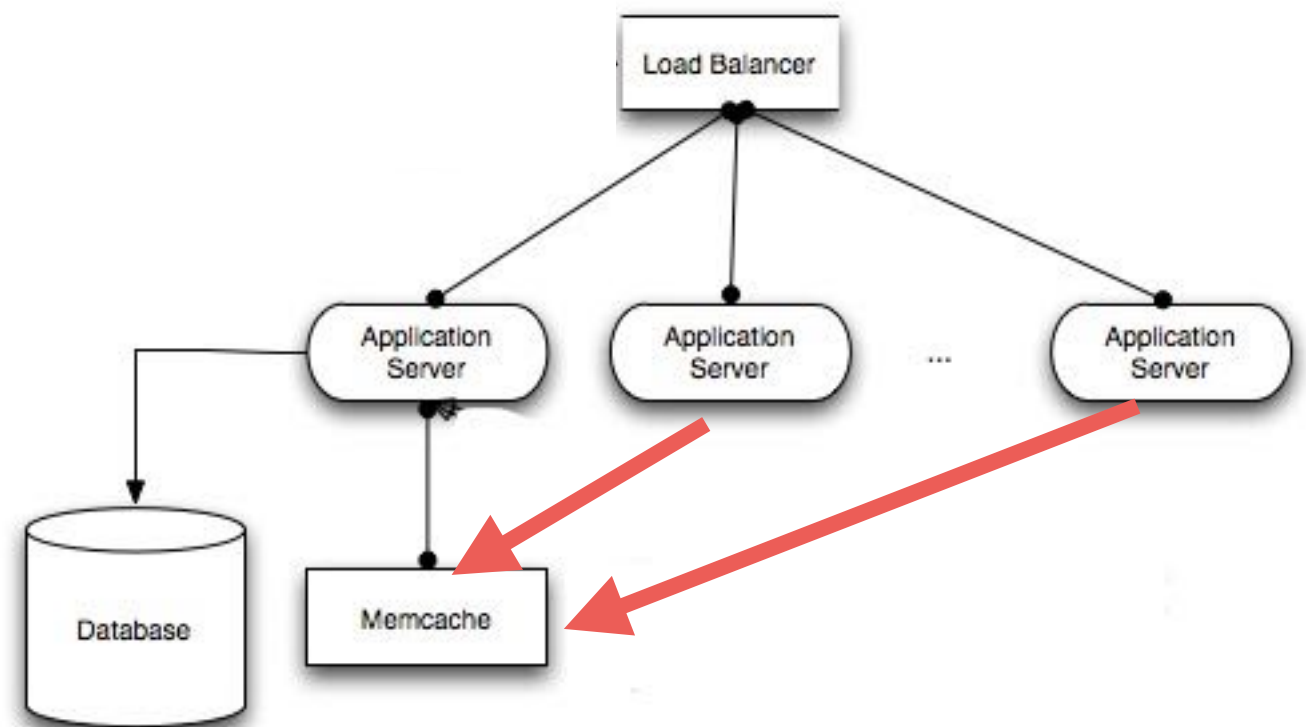 Load Balancer
Application
Server
Application
Server
...
Application
Server
Database
Memcache